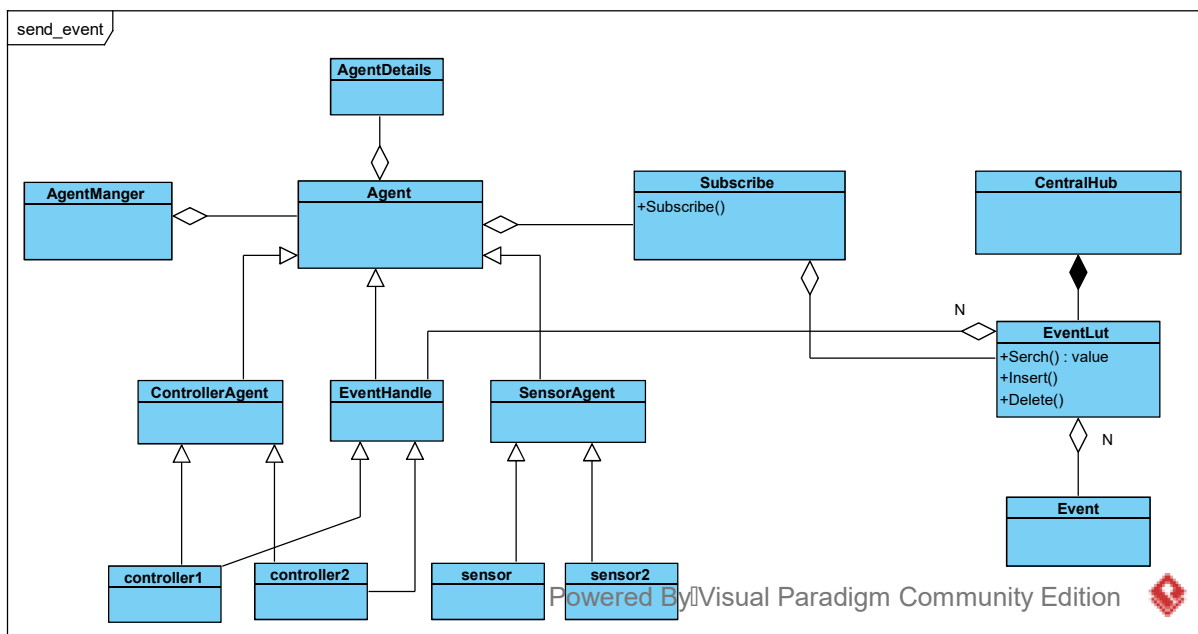 send_event
AgentDetails
AgentManger
Agent
Subscribe
+Subscribe()
CentralHub
N
EventLut
+Serch() : value
+Insert()
+Delete()
ControllerAgent
EventHandle
SensorAgent
N
Event
controller1
controller2
sensor
sensor2
Powered By▯Visual Paradigm Community Edition